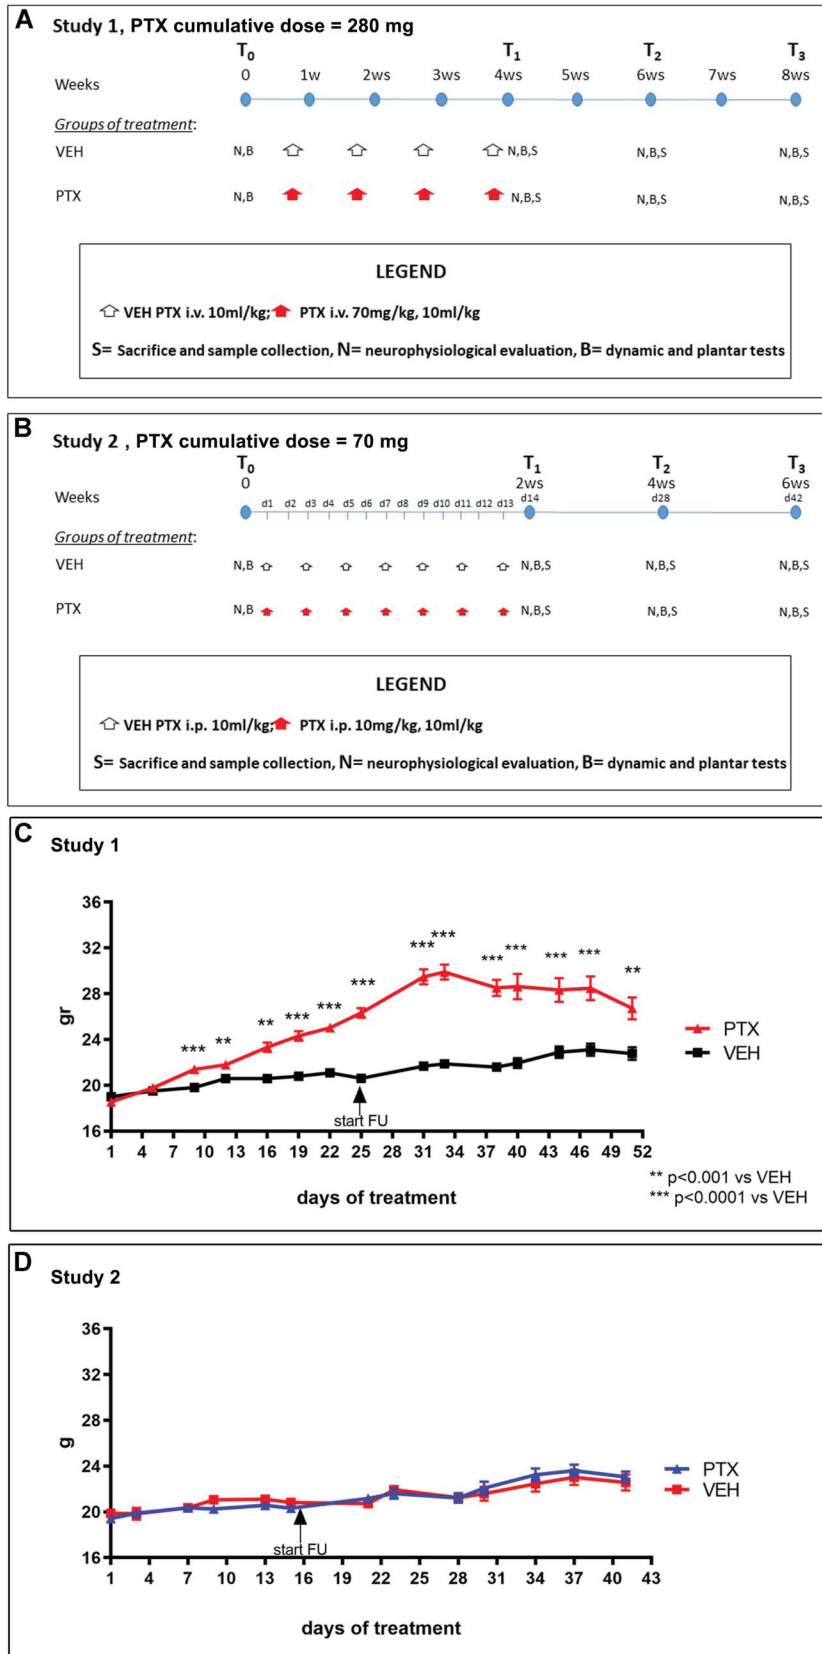 A
Study 1, PTX cumulative dose = 280 mg
T0 T1 T2 T3
Weeks 0 1w 2ws 3ws 4ws 5ws 6ws 7ws 8ws
Groups of treatment:
VEH N,B N,B,S N,B,S N,B,S
PTX N,B N,B,S N,B,S N,B,S
LEGEND
VEH PTX i.v. 10ml/kg; PTX i.v. 70mg/kg, 10ml/kg
S= Sacrifice and sample collection, N= neurophysiological evaluation, B= dynamic and plantar tests
B
Study 2 , PTX cumulative dose = 70 mg
T0 T1 T2 T3
0 2ws 4ws 6ws
Weeks d1 d2 d3 d4 d5 d6 d7 d8 d9 d10 d11 d12 d13 d14 d28 d42
Groups of treatment:
VEH N,B N,B,S N,B,S N,B,S
PTX N,B N,B,S N,B,S N,B,S
LEGEND
VEH PTX i.p. 10ml/kg; PTX i.p. 10mg/kg, 10ml/kg
S= Sacrifice and sample collection, N= neurophysiological evaluation, B= dynamic and plantar tests
C
Study 1
36
32
28
24
20
16
gr
*** ** ** *** *** *** *** *** *** *** *** *** **
PTX
VEH
start FU
1 4 7 10 13 16 19 22 25 28 31 34 37 40 43 46 49 52
days of treatment
** p<0.001 vs VEH
*** p<0.0001 vs VEH
D
Study 2
36
32
28
24
20
16
g
PTX
VEH
start FU
1 4 7 10 13 16 19 22 25 28 31 34 37 40 43
days of treatment